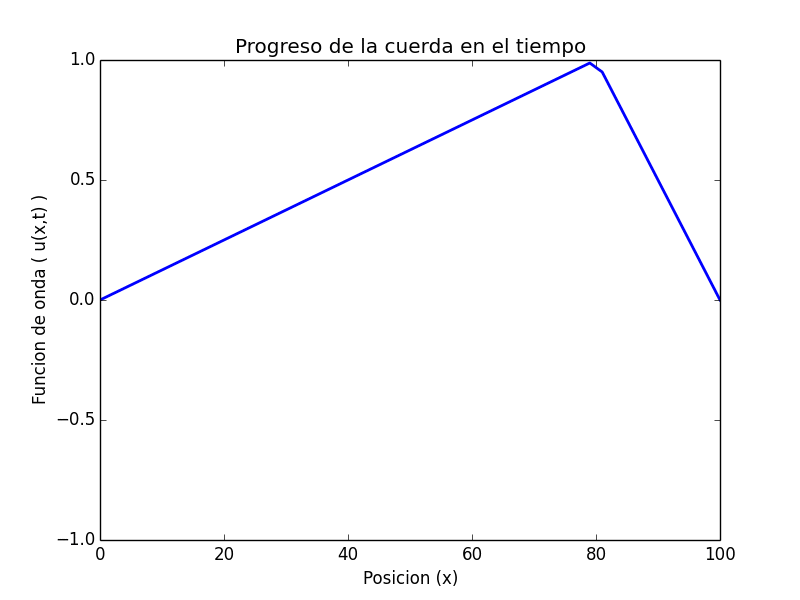 Progreso de la cuerda en el tiempo
1.0
0.5
0.0
−0.5
−1.0
Funcion de onda ( u(x,t) )
0 20 40 60 80 100
Posicion (x)